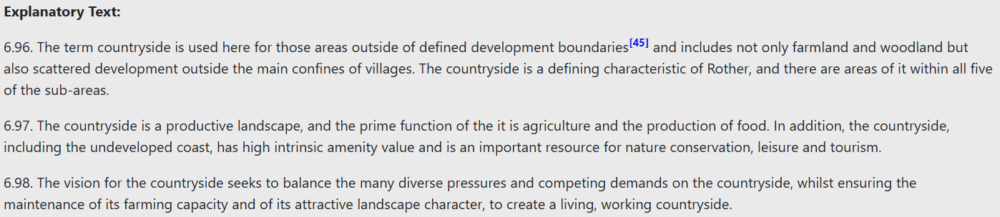 Explanatory Text:
6.96. The term countryside is used here for those areas outside of defined development boundaries[45] and includes not only farmland and woodland but
also scattered development outside the main confines of villages. The countryside is a defining characteristic of Rother, and there are areas of it within all five
of the sub-areas.
6.97. The countryside is a productive landscape, and the prime function of the it is agriculture and the production of food. In addition, the countryside,
including the undeveloped coast, has high intrinsic amenity value and is an important resource for nature conservation, leisure and tourism.
6.98. The vision for the countryside seeks to balance the many diverse pressures and competing demands on the countryside, whilst ensuring the
maintenance of its farming capacity and of its attractive landscape character, to create a living, working countryside.